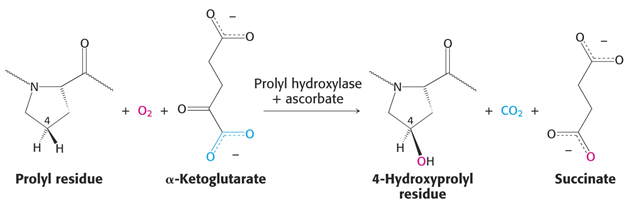 O
N
4
H
H
Prolyl residue
+ O₂ +
−
O
O
O
O
O
−
α-Ketoglutarate
Prolyl hydroxylase
+ ascorbate
O
N
4
H
OH
4-Hydroxyprolyl
residue
+ CO₂ +
O
−
O
O
−
O
Succinate